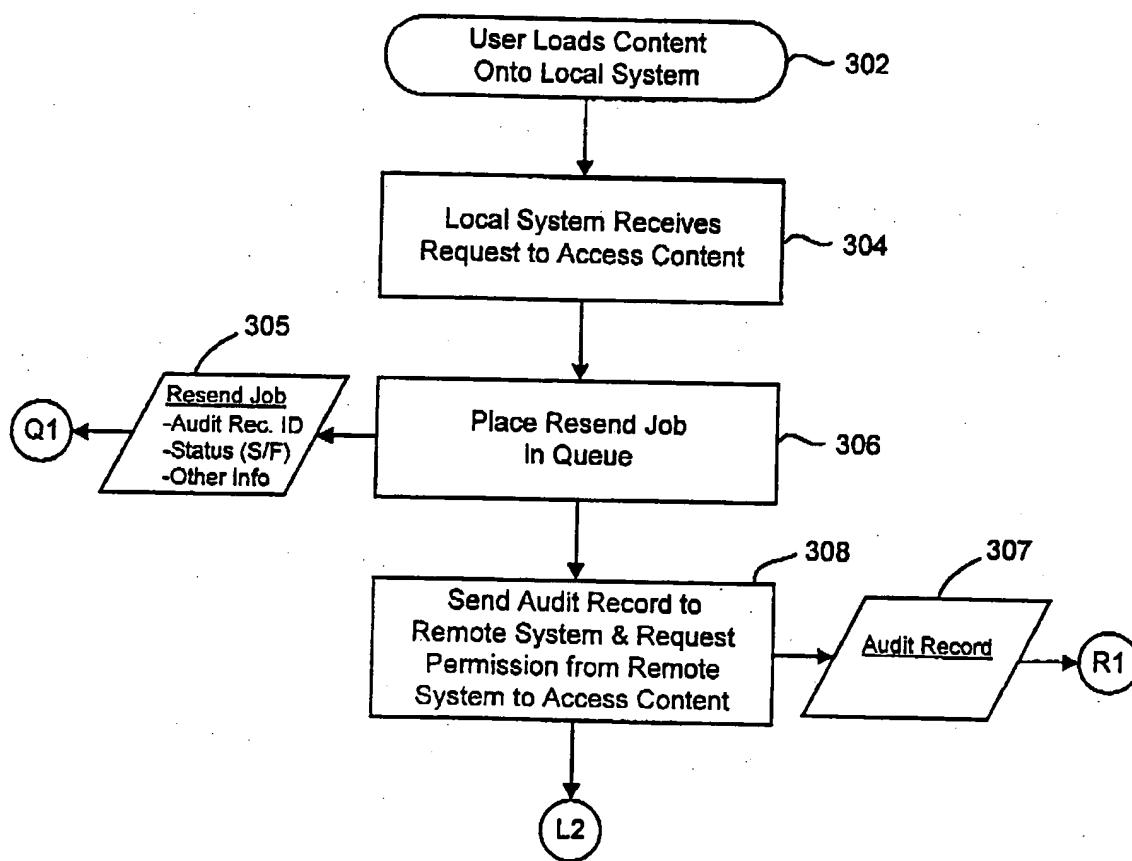 User Loads Content
Onto Local System
302
Local System Receives
Request to Access Content
304
305
Resend Job
-Audit Rec. ID
-Status (S/F)
-Other Info
Q1
Place Resend Job
in Queue
306
308
Send Audit Record to
Remote System & Request
Permission from Remote
System to Access Content
307
Audit Record
R1
L2